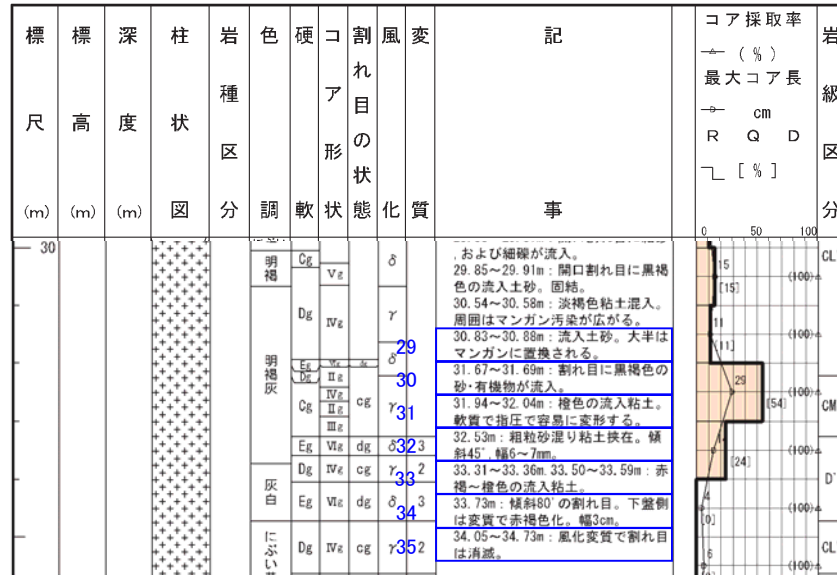 標尺(m)
標高(m)
深度(m)
柱状図
岩種区分
色調
硬軟
コア形状
割れ目の状態
風化
変質
記事
コア採取率
(%)
最大コア長
cm
R Q D
[%]
岩級区分
0 50 100
30
明褐
明褐灰
灰白
にぶい
Cg
Dg
Eg
Dg
Cg
Eg
Dg
Eg
Dg
Ⅴg
Ⅳg
Ⅵg
Ⅱg
Ⅳg
Ⅱg
Ⅲg
Ⅵg
Ⅳg
Ⅵg
Ⅳg
dg
cg
dg
cg
dg
cg
δ
γ
δ
γ
δ 3
γ 2
δ 3
γ 2
29
30
31
32
33
34
35
,および細礫が流入。
29.85~29.91m:開口割れ目に黒褐
色の流入土砂。固結。
30.54~30.58m:淡褐色粘土混入。
周囲はマンガン汚染が広がる。
30.83~30.88m:流入土砂。大半は
マンガンに置換される。
31.67~31.69m:割れ目に黒褐色の
砂・有機物が流入。
31.94~32.04m:橙色の流入粘土。
軟質で指圧で容易に変形する。
32.53m:粗粒砂混り粘土挟在。傾
斜45°,幅6~7mm。
33.31~33.36m, 33.50~33.59m:赤
褐~橙色の流入粘土。
33.73m:傾斜80°の割れ目。下盤側
は変質で赤褐色化。幅3cm。
34.05~34.73m:風化変質で割れ目
は消滅。
15
(100)
[15]
11
(100)
[11]
29
(100)
[54]
(100)
[24]
4
(100)
[0]
6
(100)
CL
CM
D
CL